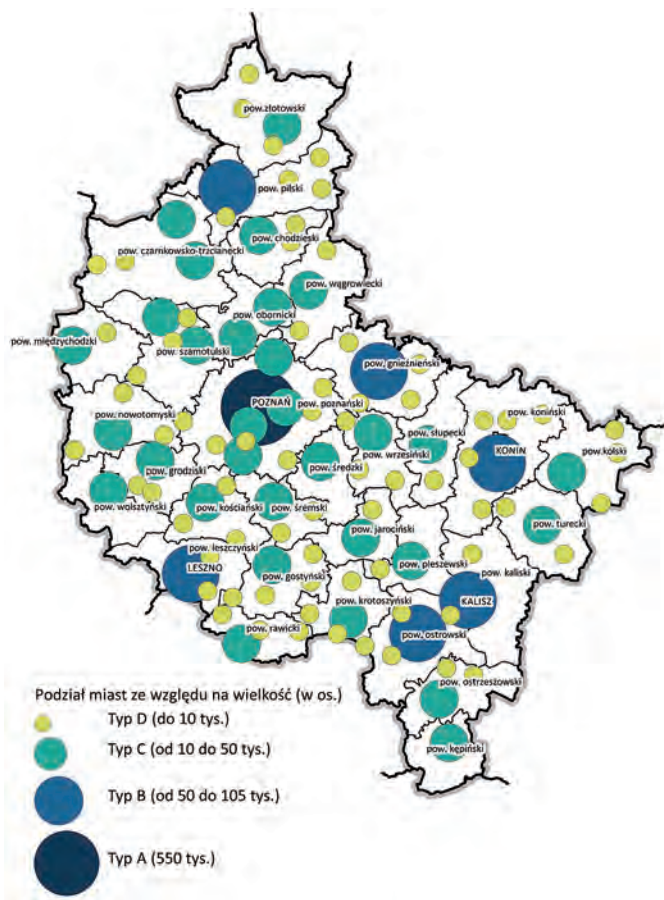 pow.złotowski
pow. pilski
pow. chodzieski
pow. czarnkowsko-trzcianecki
pow. wągrowiecki
pow. obornicki
pow. międzychodzki
pow. szamotulski
pow. gnieźnieński
POZNAŃ
pow. poznański
pow. nowotomyski
pow. koniński
pow. słupecki
KONIN
pow.kolski
pow. wrzesiński
pow. grodziski
pow. średzki
pow. wolsztyński
pow. kościański
pow. śremski
pow. turecki
pow. jarociński
pow. leszczyński
LESZNO
pow. pleszewski
pow. kaliski
pow. gostyński
KALISZ
pow. krotoszyński
pow. rawicki
pow. ostrowski
pow. ostrzeszowski
pow. kępiński
Podział miast ze względu na wielkość (w os.)
Typ D (do 10 tys.)
Typ C (od 10 do 50 tys.)
Typ B (od 50 do 105 tys.)
Typ A (550 tys.)